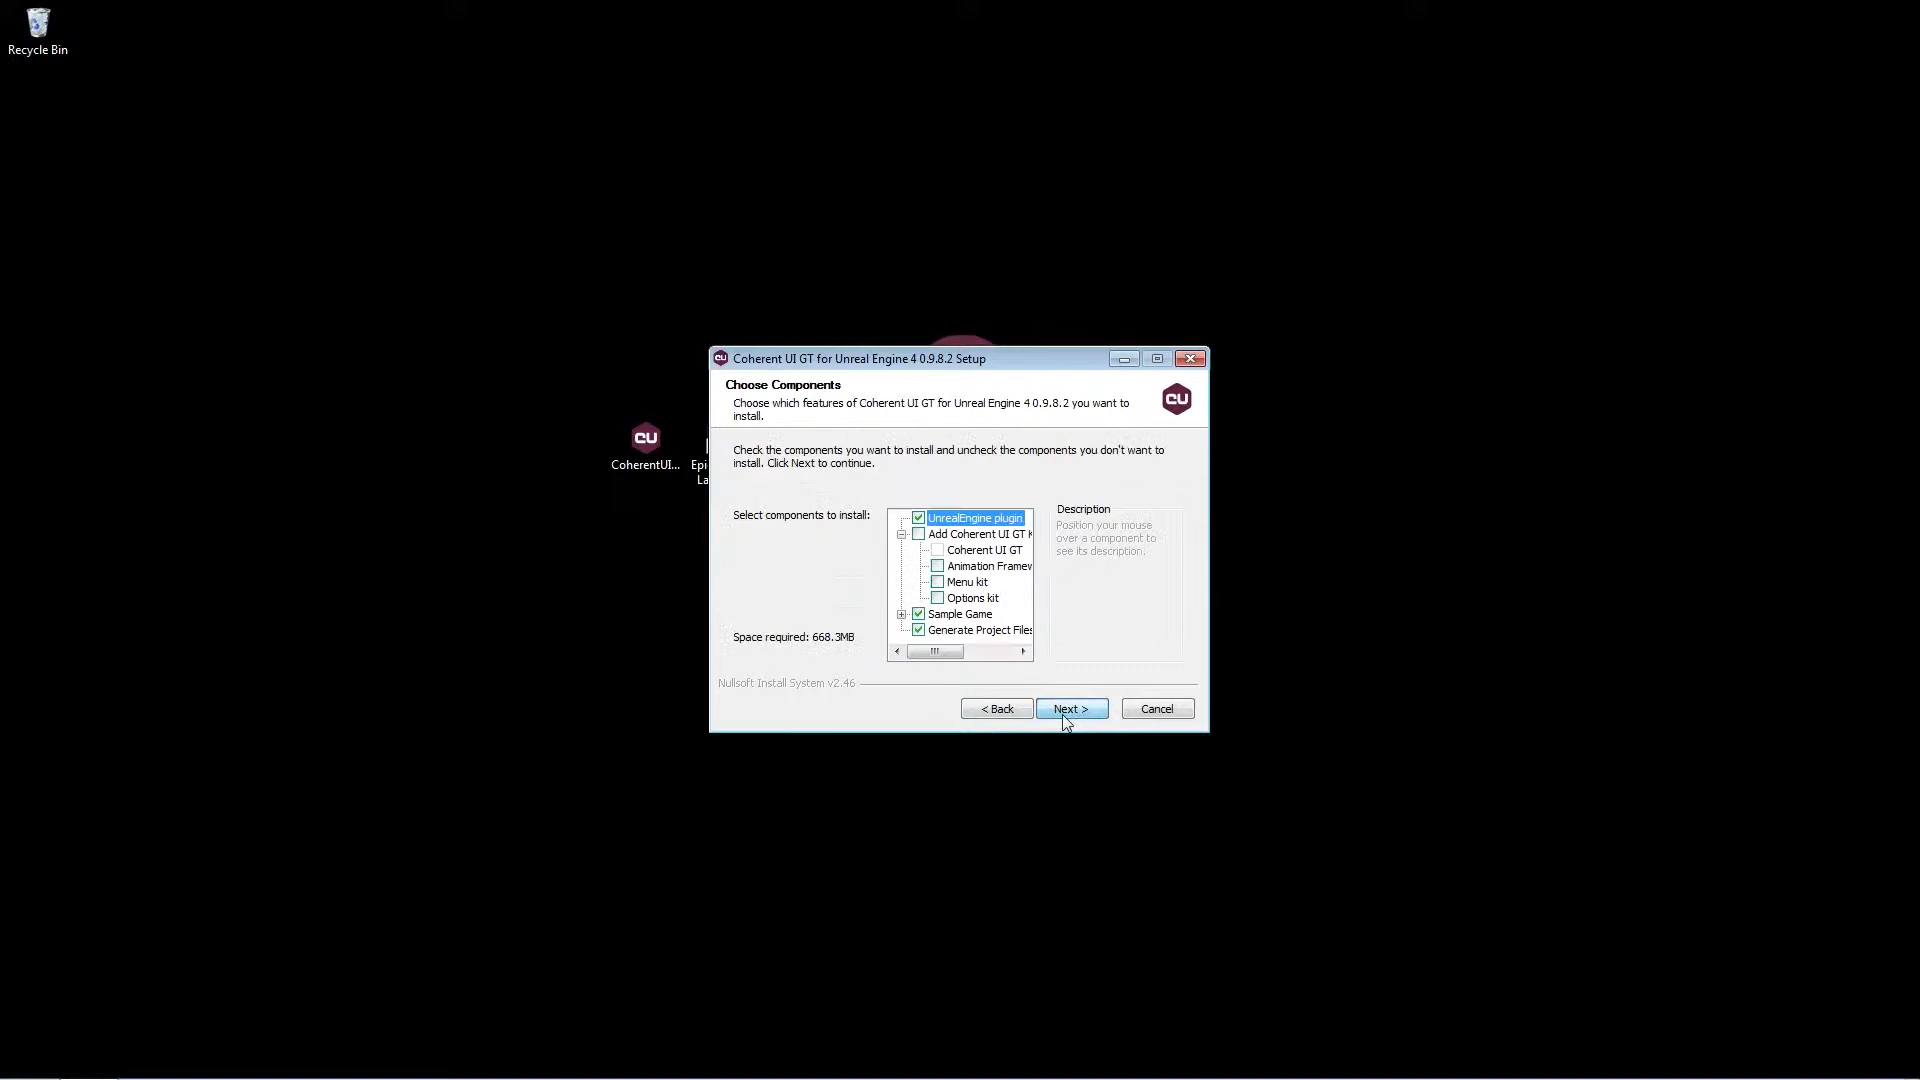 Recycle Bin
CU
CoherentUI...
Epi
La
CU Coherent UI GT for Unreal Engine 4 0.9.8.2 Setup
Choose Components
Choose which features of Coherent UI GT for Unreal Engine 4 0.9.8.2 you want to
install.
CU
Check the components you want to install and uncheck the components you don't want to
install. Click Next to continue.
Select components to install:
UnrealEngine plugin
Add Coherent UI GT K
Coherent UI GT
Animation Framew
Menu kit
Options kit
Sample Game
Generate Project Files
Space required: 668.3MB
Description
Position your mouse
over a component to
see its description.
Nullsoft Install System v2.46
< Back
Next >
Cancel